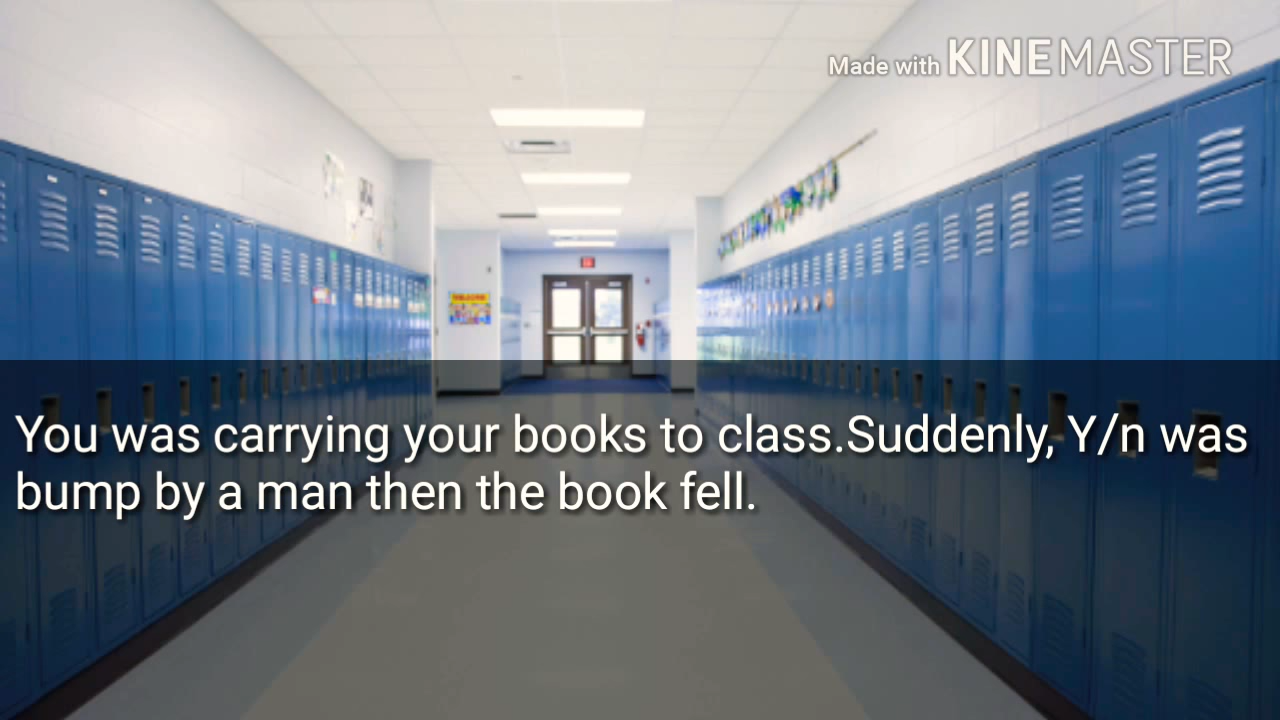 Made with KINEMASTER
You was carrying your books to class.Suddenly, Y/n was
bump by a man then the book fell.